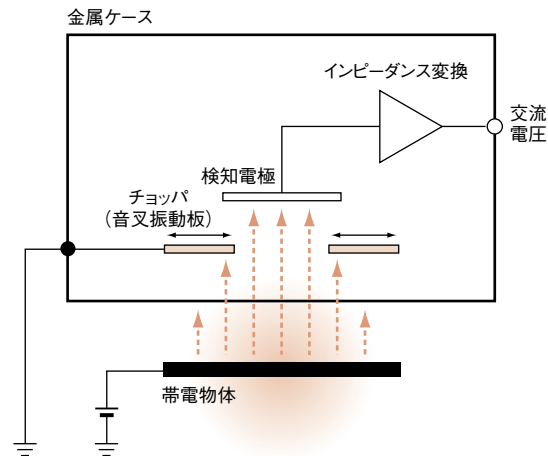 金属ケース
インピーダンス変換
交流
電圧
検知電極
チョッパ
（音叉振動板）
帯電物体